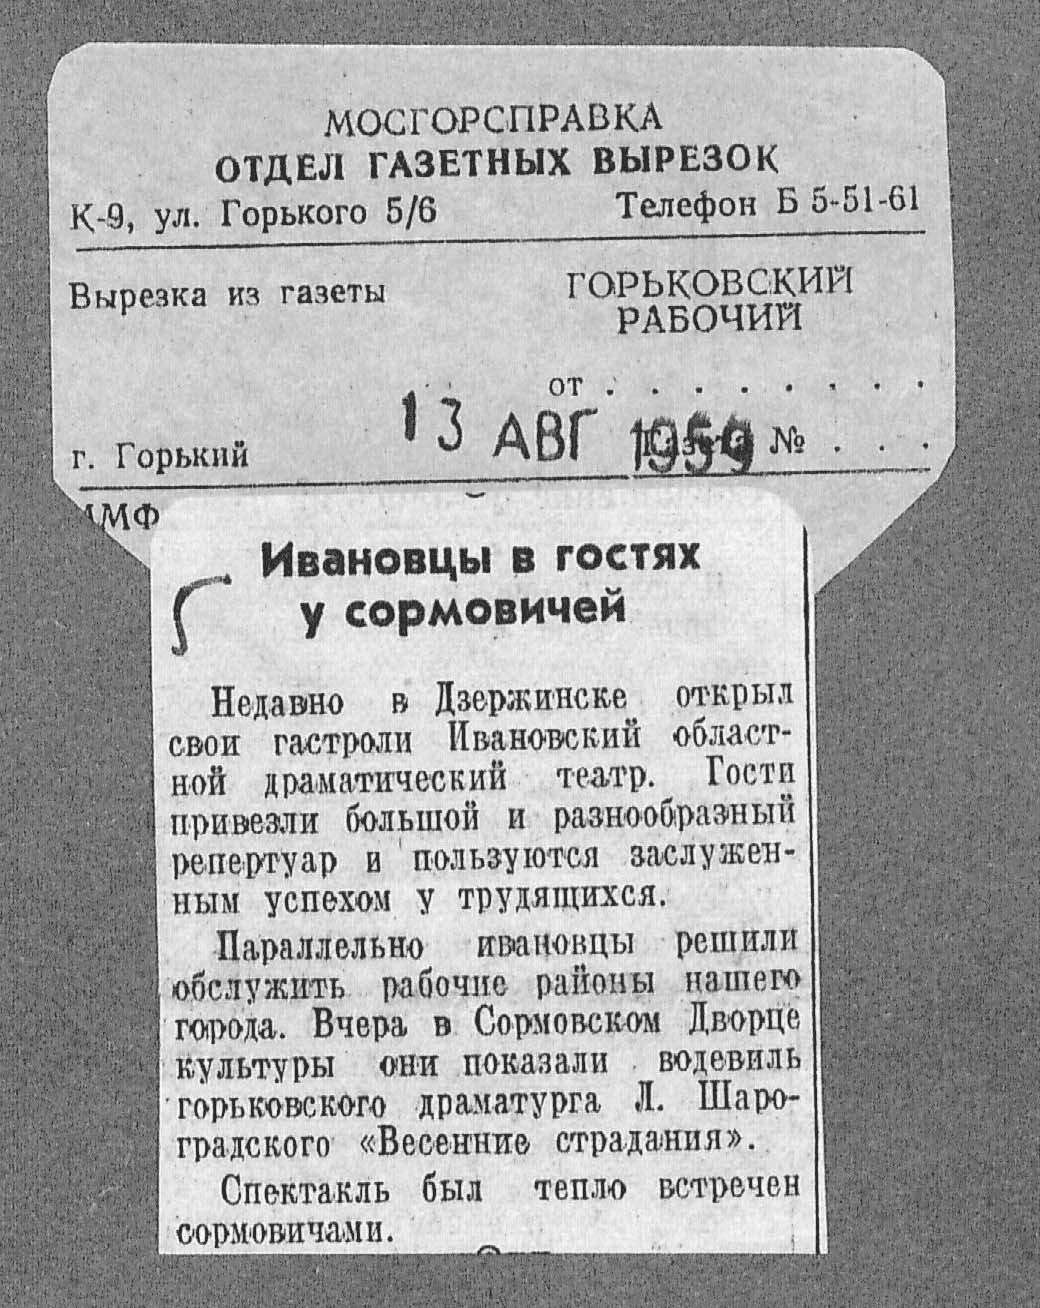 МОСГОРСПРАВКА
ОТДЕЛ ГАЗЕТНЫХ ВЫРЕЗОК
К-9, ул. Горького 5/6 Телефон Б 5-51-61
Вырезка из газеты ГОРЬКОВСКИЙ
РАБОЧИЙ
от . . . . . . . . .
г. Горький 13 АВГ 1959 Газета № . . .
ММФ
Ивановцы в гостях
у сормовичей
Недавно в Дзержинске открыл
свои гастроли Ивановский област-
ной драматический театр. Гости
привезли большой и разнообразный
репертуар и пользуются заслужен-
ным успехом у трудящихся.
Параллельно ивановцы решили
обслужить рабочие районы нашего
города. Вчера в Сормовском Дворце
культуры они показали водевиль
горьковского драматурга Л. Шаро-
градского «Весенние страдания».
Спектакль был тепло встречен
сормовичами.